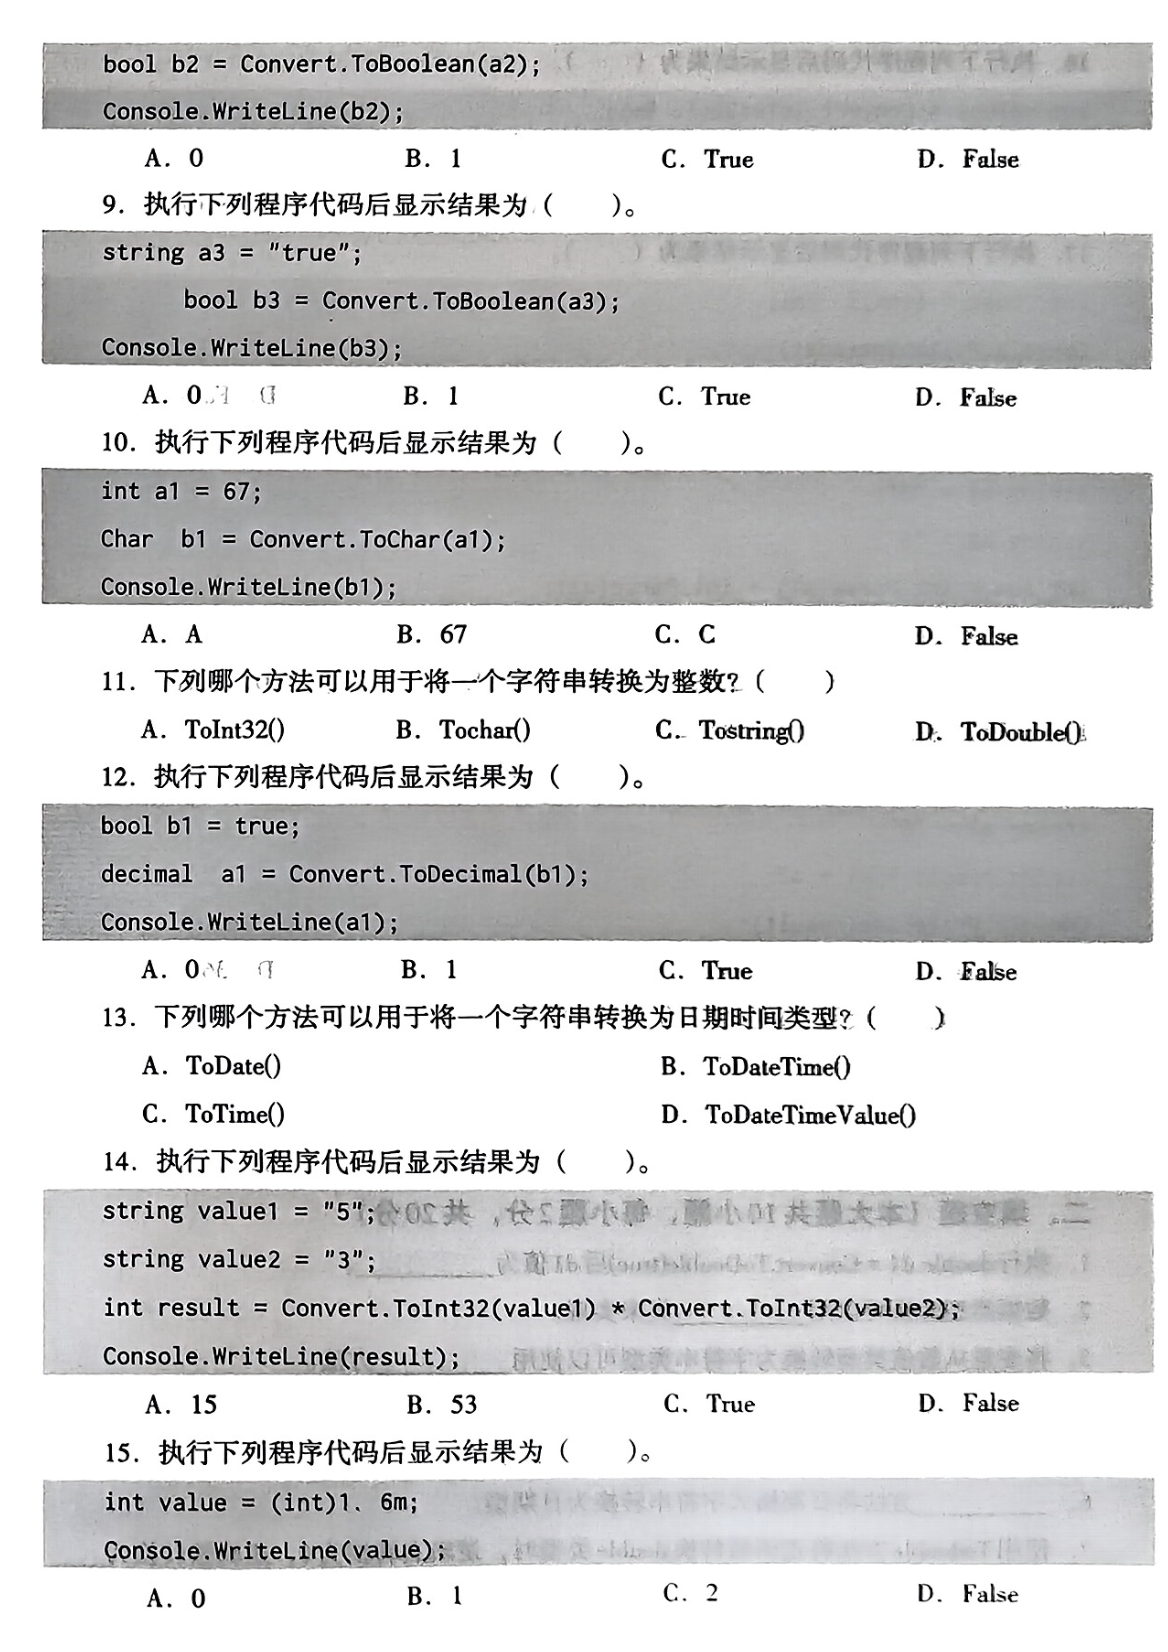 bool b2 = Convert.ToBoolean(a2);
Console.WriteLine(b2);
A. 0 B. 1 C. True D. False
9. 执行下列程序代码后显示结果为（ ）。
string a3 = "true";
bool b3 = Convert.ToBoolean(a3);
Console.WriteLine(b3);
A. 0 B. 1 C. True D. False
10. 执行下列程序代码后显示结果为（ ）。
int a1 = 67;
Char b1 = Convert.ToChar(a1);
Console.WriteLine(b1);
A. A B. 67 C. C D. False
11. 下列哪个方法可以用于将一个字符串转换为整数?（ ）
A. ToInt32() B. Tochar() C. Tostring() D. ToDouble()
12. 执行下列程序代码后显示结果为（ ）。
bool b1 = true;
decimal a1 = Convert.ToDecimal(b1);
Console.WriteLine(a1);
A. 0 B. 1 C. True D. False
13. 下列哪个方法可以用于将一个字符串转换为日期时间类型?（ ）
A. ToDate() B. ToDateTime()
C. ToTime() D. ToDateTimeValue()
14. 执行下列程序代码后显示结果为（ ）。
string value1 = "5";
string value2 = "3";
int result = Convert.ToInt32(value1) * Convert.ToInt32(value2);
Console.WriteLine(result);
A. 15 B. 53 C. True D. False
15. 执行下列程序代码后显示结果为（ ）。
int value = (int)1、6m;
Console.WriteLine(value);
A. 0 B. 1 C. 2 D. False